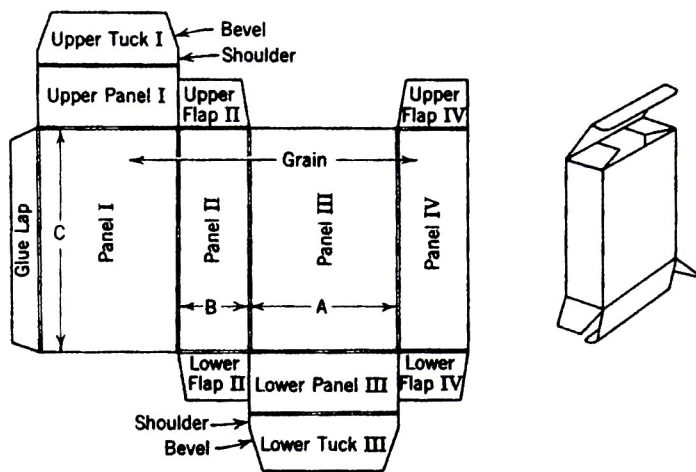 Upper Tuck I
Bevel
Shoulder
Upper Panel I
Upper
Flap II
Upper
Flap IV
Grain
Glue Lap
C
Panel I
Panel II
Panel III
Panel IV
B
A
Lower
Flap II
Lower Panel III
Lower
Flap IV
Shoulder
Bevel
Lower Tuck III